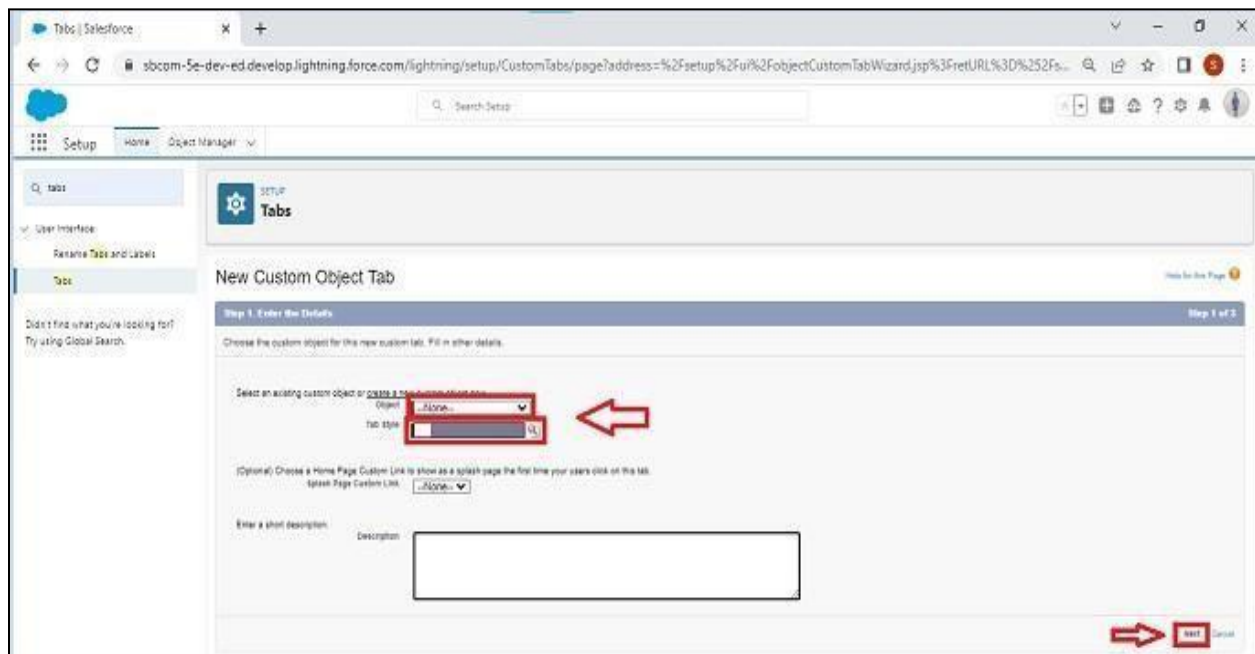 Tabs | Salesforce
sbcom-5e-dev-ed.develop.lightning.force.com/lightning/setup/CustomTabs/page?address=%2Fsetup%2Fui%2FobjectCustomTabWizard.jsp%3FretURL%3D%252Fs...
S
Search Setup
Setup Home Object Manager
tabs
User Interface
Rename Tabs and Labels
Tabs
Didn't find what you're looking for?
Try using Global Search.
SETUP
Tabs
New Custom Object Tab
Help for this Page
Step 1. Enter the Details
Step 1 of 3
Choose the custom object for this new custom tab. Fill in other details.
Select an existing custom object or create a new custom object now.
Object
--None--
Tab Style
(Optional) Choose a Home Page Custom Link to show as a splash page the first time your users click on this tab.
Splash Page Custom Link
--None--
Enter a short description.
Description
Next Cancel